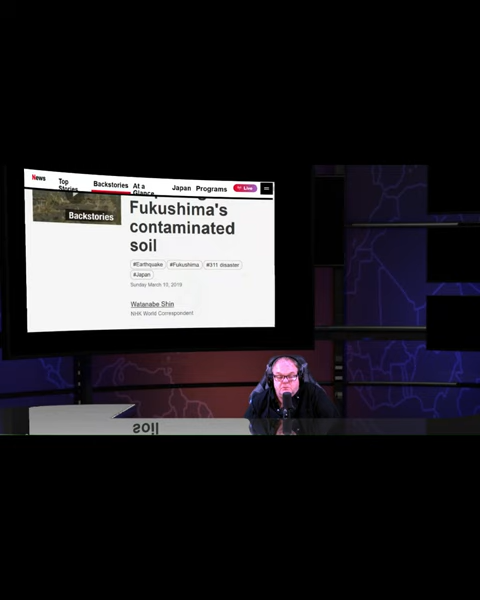 News Top Stories Backstories At a Glance Japan Programs Live
Backstories
Fukushima's
contaminated
soil
#Earthquake #Fukushima #311 disaster
#Japan
Sunday March 10, 2019
Watanabe Shin
NHK World Correspondent
soil